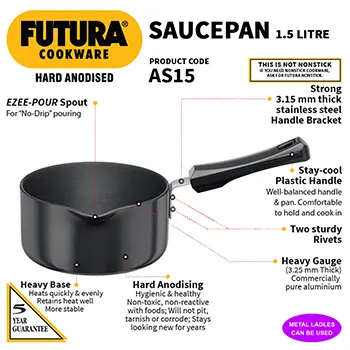 FUTURA®
COOKWARE
HARD ANODISED
SAUCEPAN 1.5 LITRE
PRODUCT CODE
AS15
THIS IS NOT NONSTICK
IF YOU NEED NONSTICK COOKWARE,
ASK FOR FUTURA NONSTICK.
EZEE-POUR Spout
For "No-Drip" pouring
Strong
3.15 mm thick
stainless steel
Handle Bracket
Stay-cool
Plastic Handle
Well-balanced handle
& pan. Comfortable
to hold and cook in
Two sturdy
Rivets
Heavy Gauge
(3.25 mm Thick)
Commercially
pure aluminium
Heavy Base
Heats quickly & evenly
Retains heat well
More stable
Hard Anodising
Hygienic & healthy
Non-toxic, non-reactive
with foods; Will not pit,
tarnish or corrode; Stays
looking new for years
5
YEAR
GUARANTEE
METAL LADLES
CAN BE USED